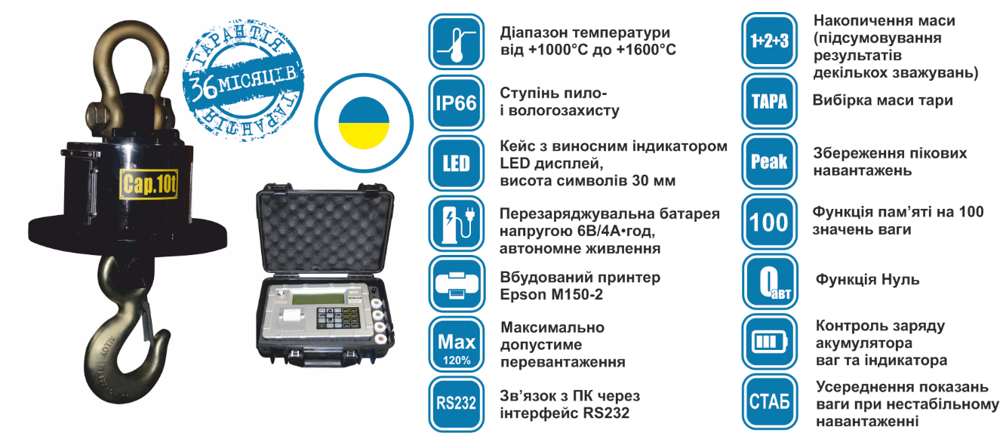 ГАРАНТІЯ
36 МІСЯЦІВ
ГАРАНТІЯ
Cap.10t
ALLOY
Діапазон температури
від +1000°С до +1600°С
IP66
Ступінь пило-
і вологозахисту
LED
Кейс з виносним індикатором
LED дисплей,
висота символів 30 мм
Перезаряджувальна батарея
напругою 6В/4А•год,
автономне живлення
Вбудований принтер
Epson M150-2
Max
120%
Максимально
допустиме
перевантаження
RS232
Зв’язок з ПК через
інтерфейс RS232
1+2+3
Накопичення маси
(підсумовування
результатів
декількох зважувань)
ТАРА
Вибірка маси тари
Peak
Збереження пікових
навантажень
100
Функція пам’яті на 100
значень ваги
0авт
Функція Нуль
Контроль заряду
акумулятора
ваг та індикатора
СТАБ
Усереднення показань
ваги при нестабільному
навантаженні